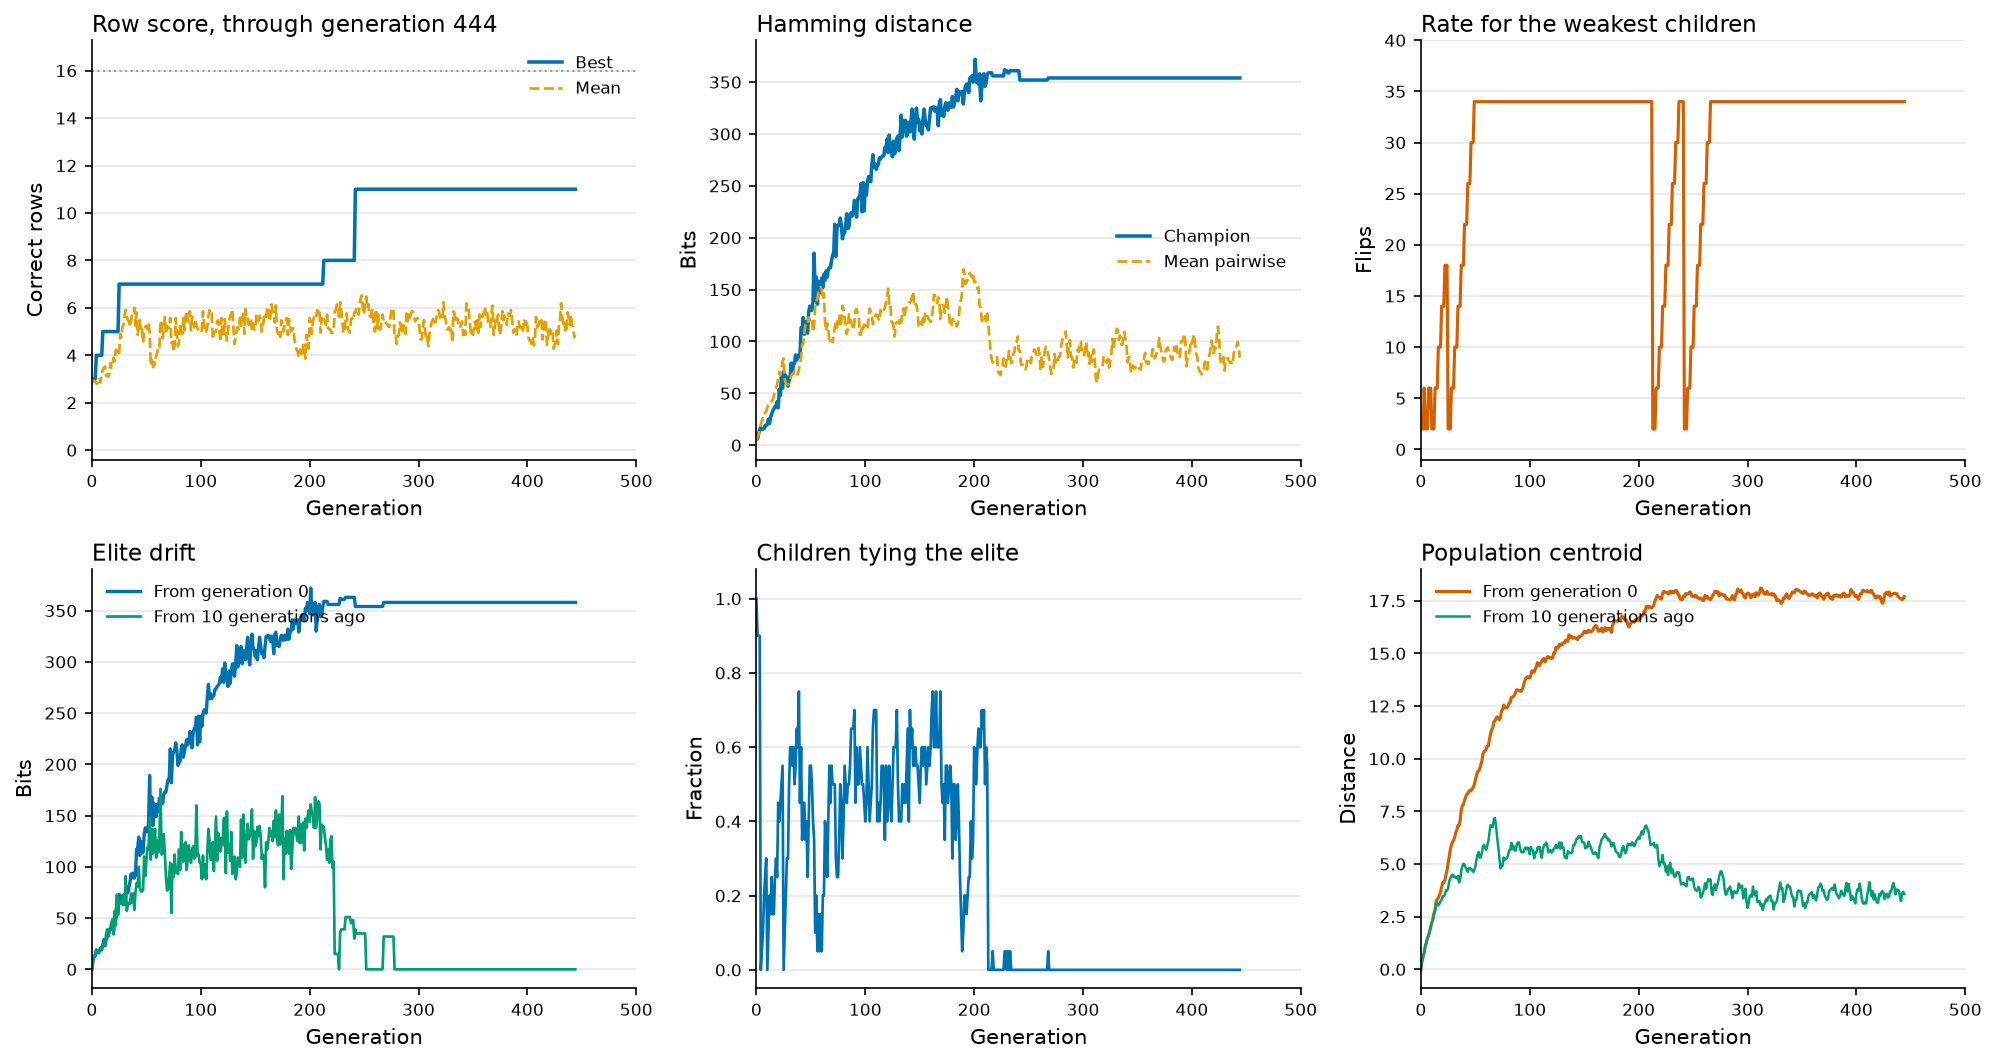 Row score, through generation 444
Correct rows
16
14
12
10
8
6
4
2
0
Best
Mean
0 100 200 300 400 500
Generation
Hamming distance
Bits
350
300
250
200
150
100
50
0
Champion
Mean pairwise
0 100 200 300 400 500
Generation
Rate for the weakest children
Flips
40
35
30
25
20
15
10
5
0
0 100 200 300 400 500
Generation
Elite drift
Bits
350
300
250
200
150
100
50
0
From generation 0
From 10 generations ago
0 100 200 300 400 500
Generation
Children tying the elite
Fraction
1.0
0.8
0.6
0.4
0.2
0.0
0 100 200 300 400 500
Generation
Population centroid
Distance
17.5
15.0
12.5
10.0
7.5
5.0
2.5
0.0
From generation 0
From 10 generations ago
0 100 200 300 400 500
Generation